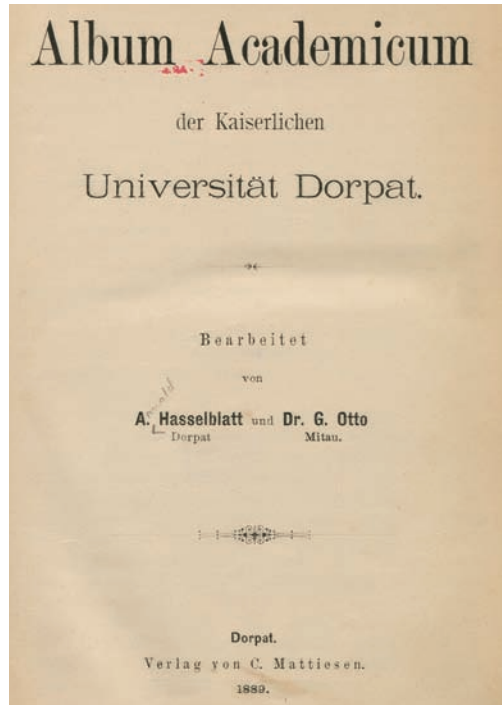 Album Academicum
der Kaiserlichen
Universität Dorpat.
Bearbeitet
von
A. Hasselblatt und Dr. G. Otto
Dorpat Mitau.
Dorpat.
Verlag von C. Mattiesen.
1889.